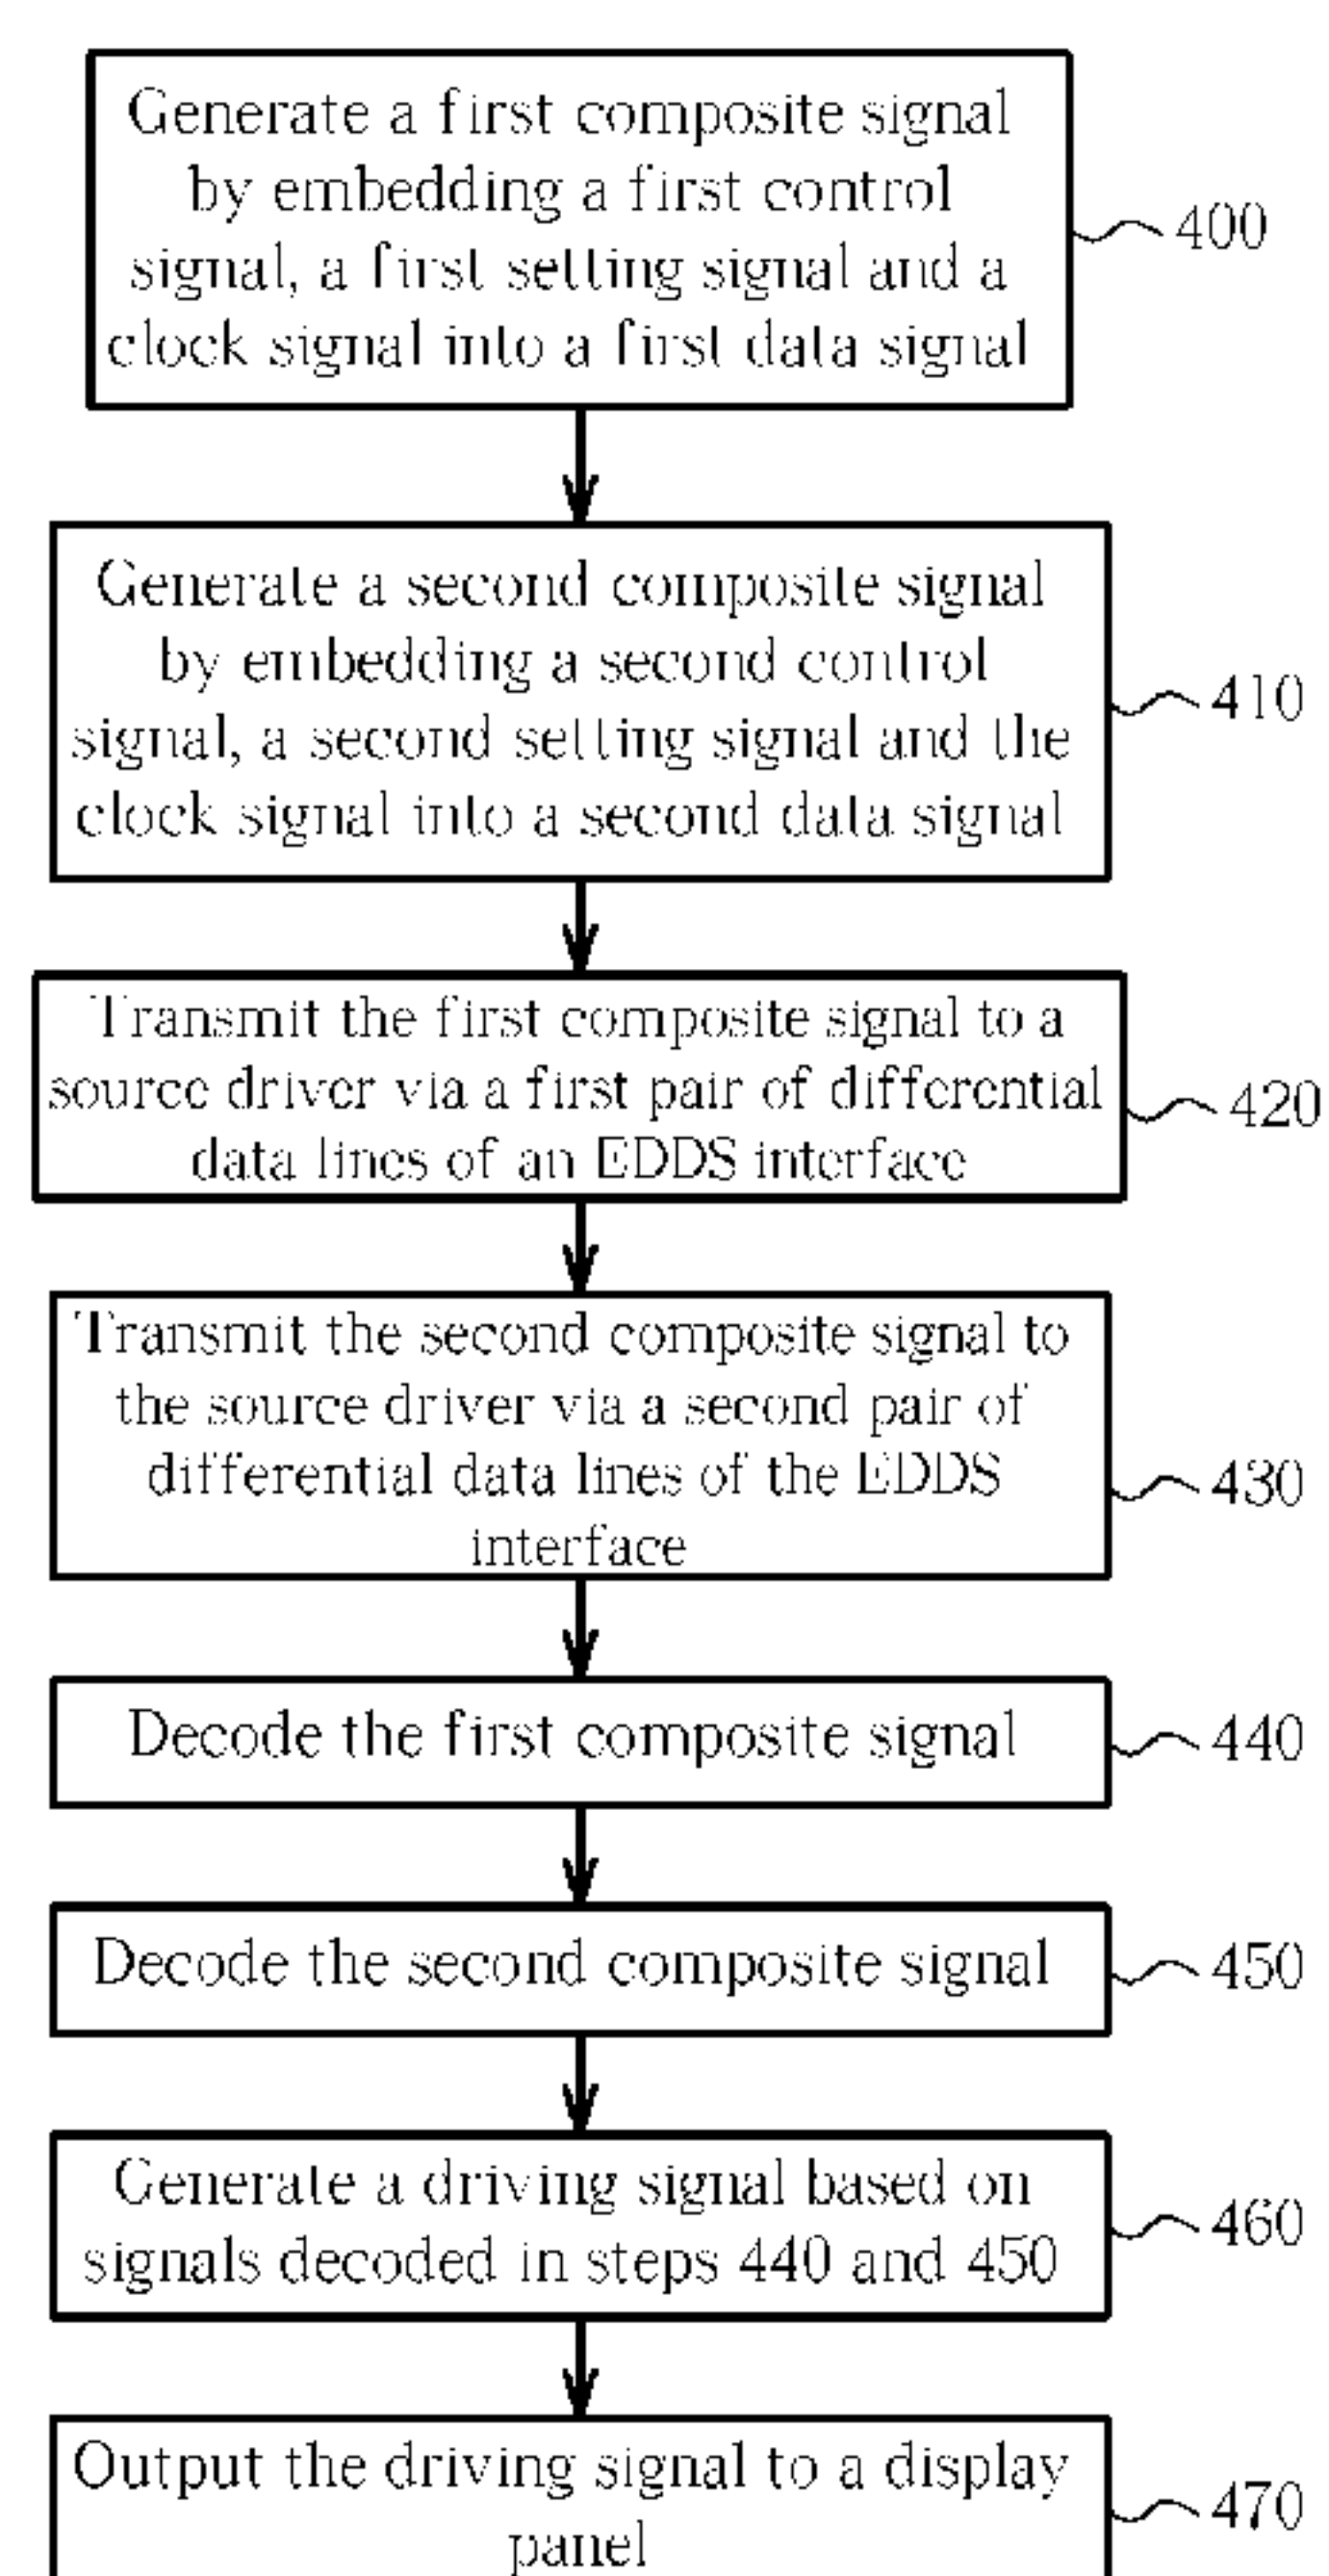 Generate a first composite signal
by embedding a first control
signal, a first setting signal and a
clock signal into a first data signal
400
Generate a second composite signal
by embedding a second control
signal, a second setting signal and the
clock signal into a second data signal
410
Transmit the first composite signal to a
source driver via a first pair of differential
data lines of an EDDS interface
420
Transmit the second composite signal to
the source driver via a second pair of
differential data lines of the EDDS
interface
430
Decode the first composite signal
440
Decode the second composite signal
450
Generate a driving signal based on
signals decoded in steps 440 and 450
460
Output the driving signal to a display
panel
470